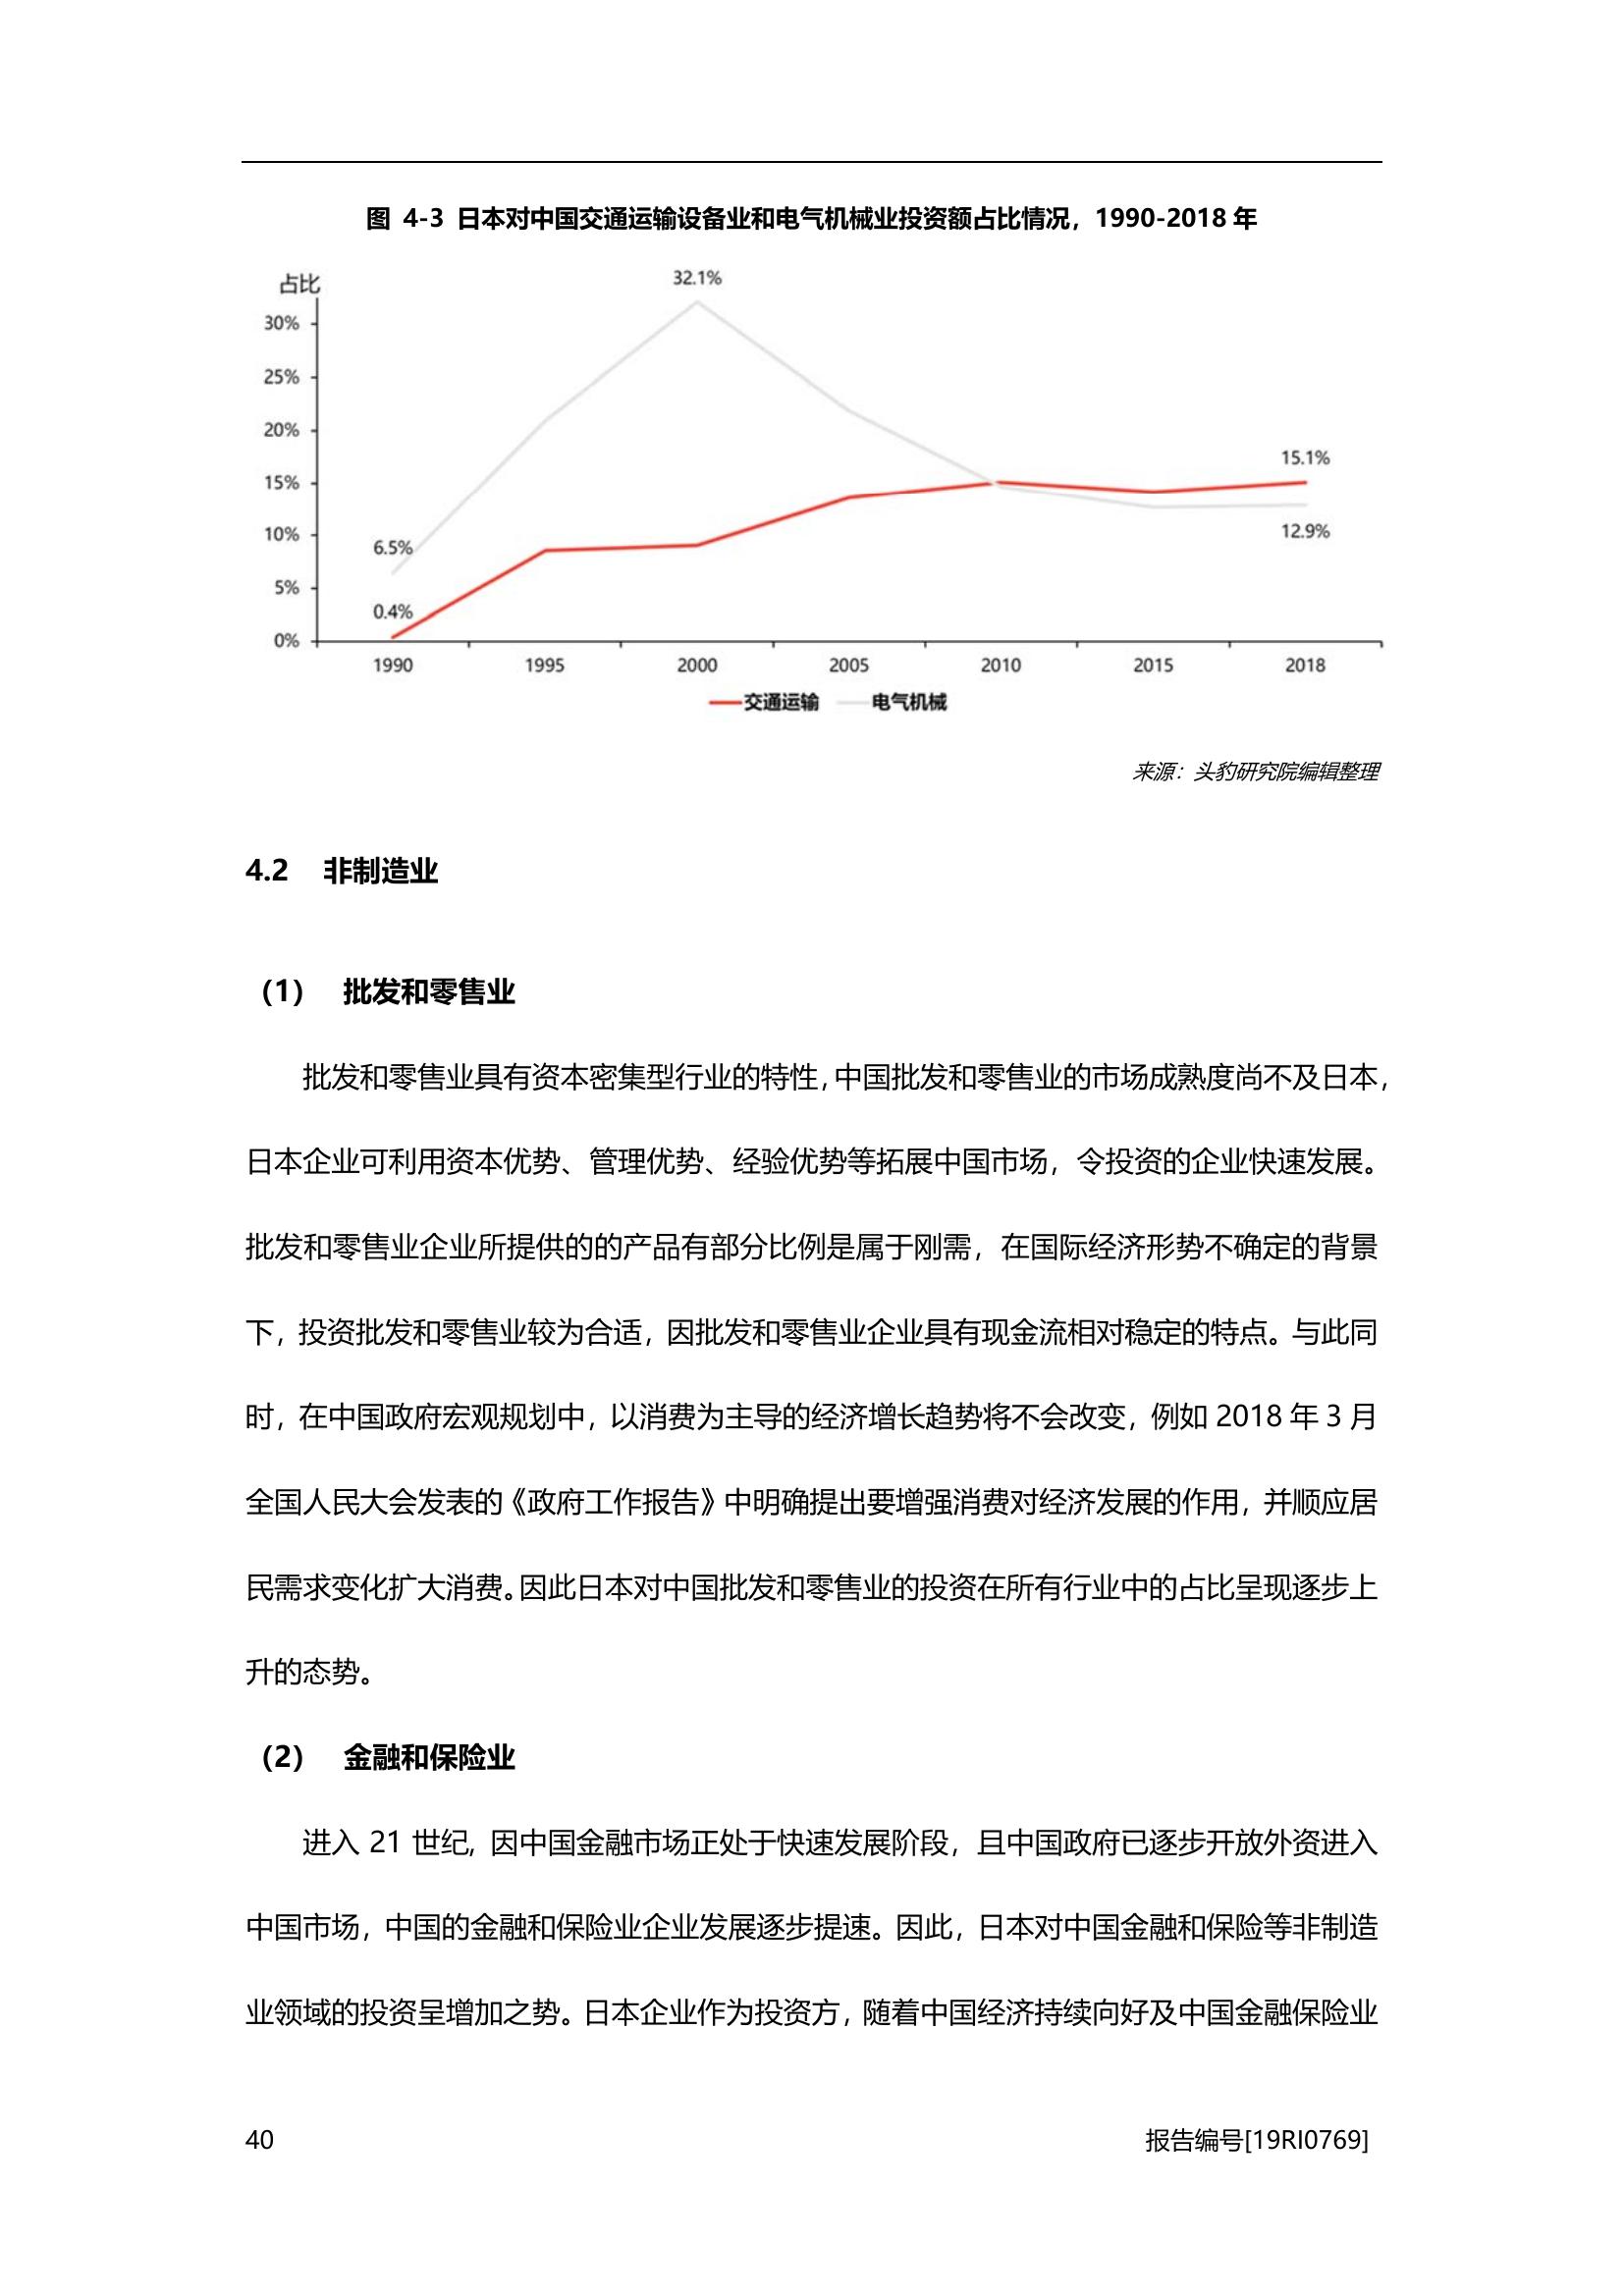 图 4-3 日本对中国交通运输设备业和电气机械业投资额占比情况，1990-2018 年
占比
32.1%
30%
25%
20%
15%
10%
5%
0%
6.5%
0.4%
15.1%
12.9%
1990 1995 2000 2005 2010 2015 2018
交通运输 电气机械
来源：头豹研究院编辑整理
4.2 非制造业
（1） 批发和零售业
批发和零售业具有资本密集型行业的特性，中国批发和零售业的市场成熟度尚不及日本，
日本企业可利用资本优势、管理优势、经验优势等拓展中国市场，令投资的企业快速发展。
批发和零售业企业所提供的的产品有部分比例是属于刚需，在国际经济形势不确定的背景
下，投资批发和零售业较为合适，因批发和零售业企业具有现金流相对稳定的特点。与此同
时，在中国政府宏观规划中，以消费为主导的经济增长趋势将不会改变，例如 2018 年 3 月
全国人民大会发表的《政府工作报告》中明确提出要增强消费对经济发展的作用，并顺应居
民需求变化扩大消费。因此日本对中国批发和零售业的投资在所有行业中的占比呈现逐步上
升的态势。
（2） 金融和保险业
进入 21 世纪，因中国金融市场正处于快速发展阶段，且中国政府已逐步开放外资进入
中国市场，中国的金融和保险业企业发展逐步提速。因此，日本对中国金融和保险等非制造
业领域的投资呈增加之势。日本企业作为投资方，随着中国经济持续向好及中国金融保险业
40 报告编号[19RI0769]